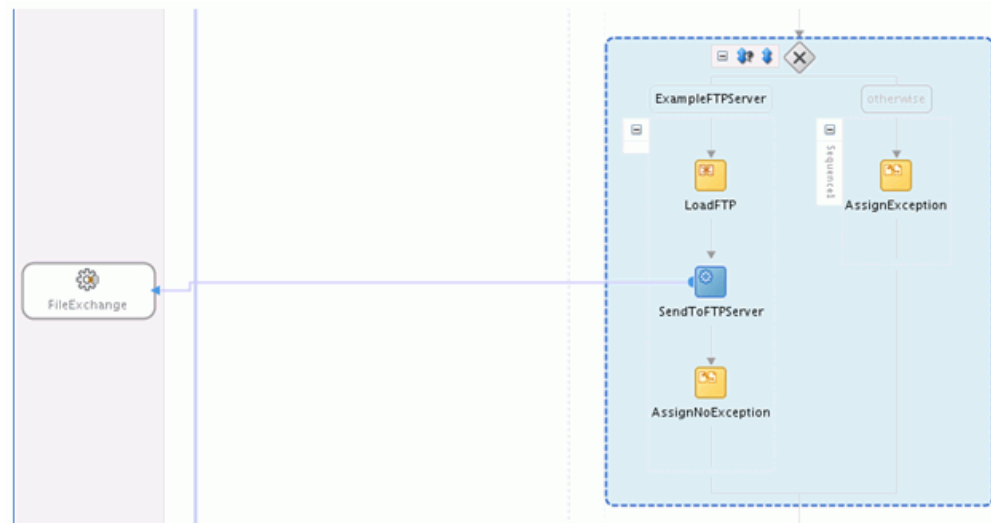 ExampleFTPServer
otherwise
Sequence1
LoadFTP
AssignException
FileExchange
SendToFTPServer
AssignNoException